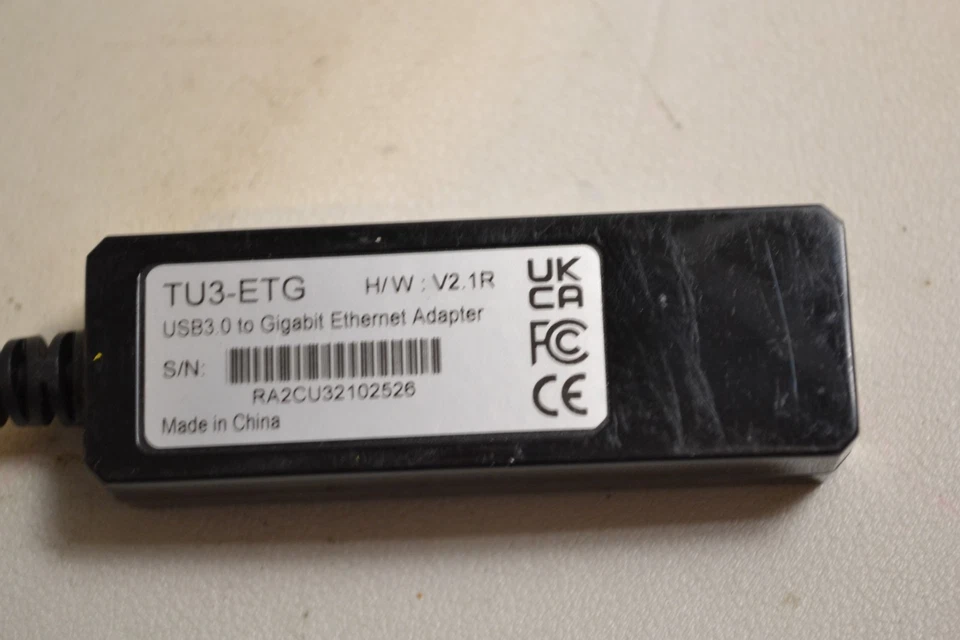 TU3-ETG H/W : V2.1R
USB3.0 to Gigabit Ethernet Adapter
S/N:
RA2CU32102526
Made in China
UK
CA
FC
CE